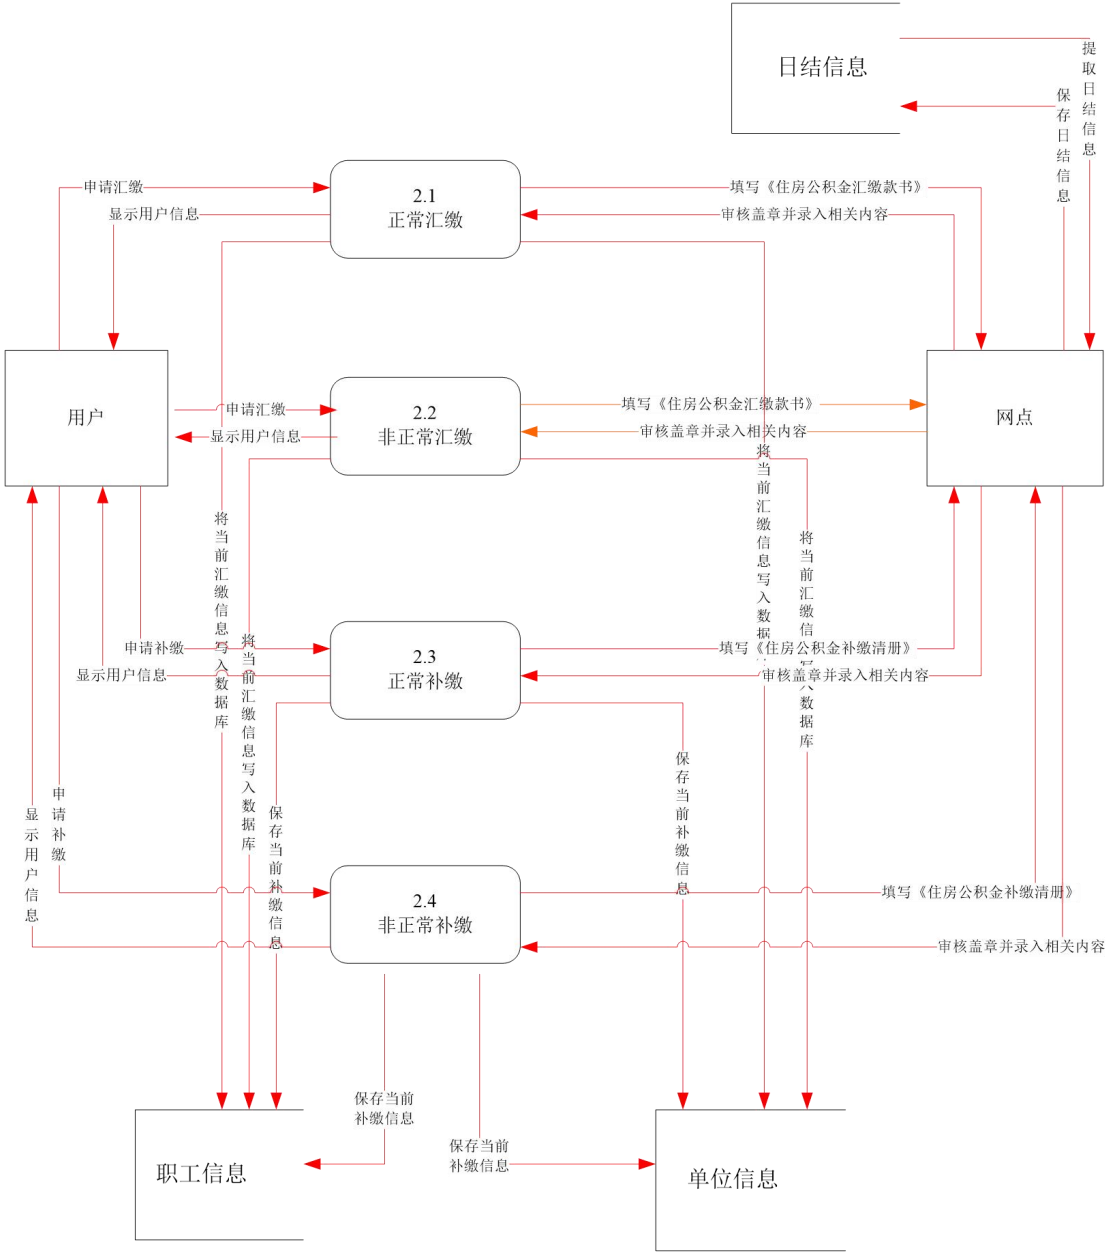 日结信息
提取日结信息
保存日结信息
申请汇缴
显示用户信息
2.1
正常汇缴
填写《住房公积金汇缴款书》
审核盖章并录入相关内容
用户
申请汇缴
显示用户信息
2.2
非正常汇缴
填写《住房公积金汇缴款书》
审核盖章并录入相关内容
网点
将当前汇缴信息写入数据库
将当前汇缴信息写入数据库
将当前汇缴信息写入数据
将当前汇缴信写入数据库
申请补缴
显示用户信息
2.3
正常补缴
填写《住房公积金补缴清册》
审核盖章并录入相关内容
保存当前补缴信息
保存当前补缴信息
申请补缴
显示用户信息
2.4
非正常补缴
填写《住房公积金补缴清册》
审核盖章并录入相关内容
保存当前
补缴信息
保存当前
补缴信息
职工信息
单位信息